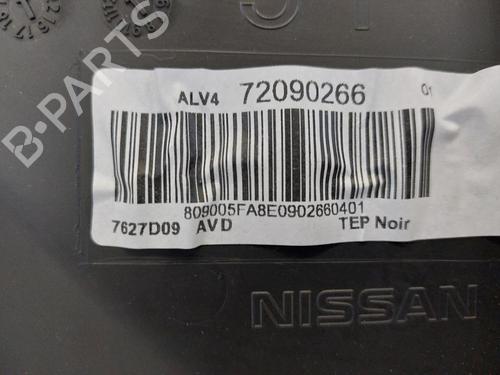 ALV4 72090266 01
809005FA8E0902660401
7627D09 AVD TEP Noir
NISSAN
B-PARTS